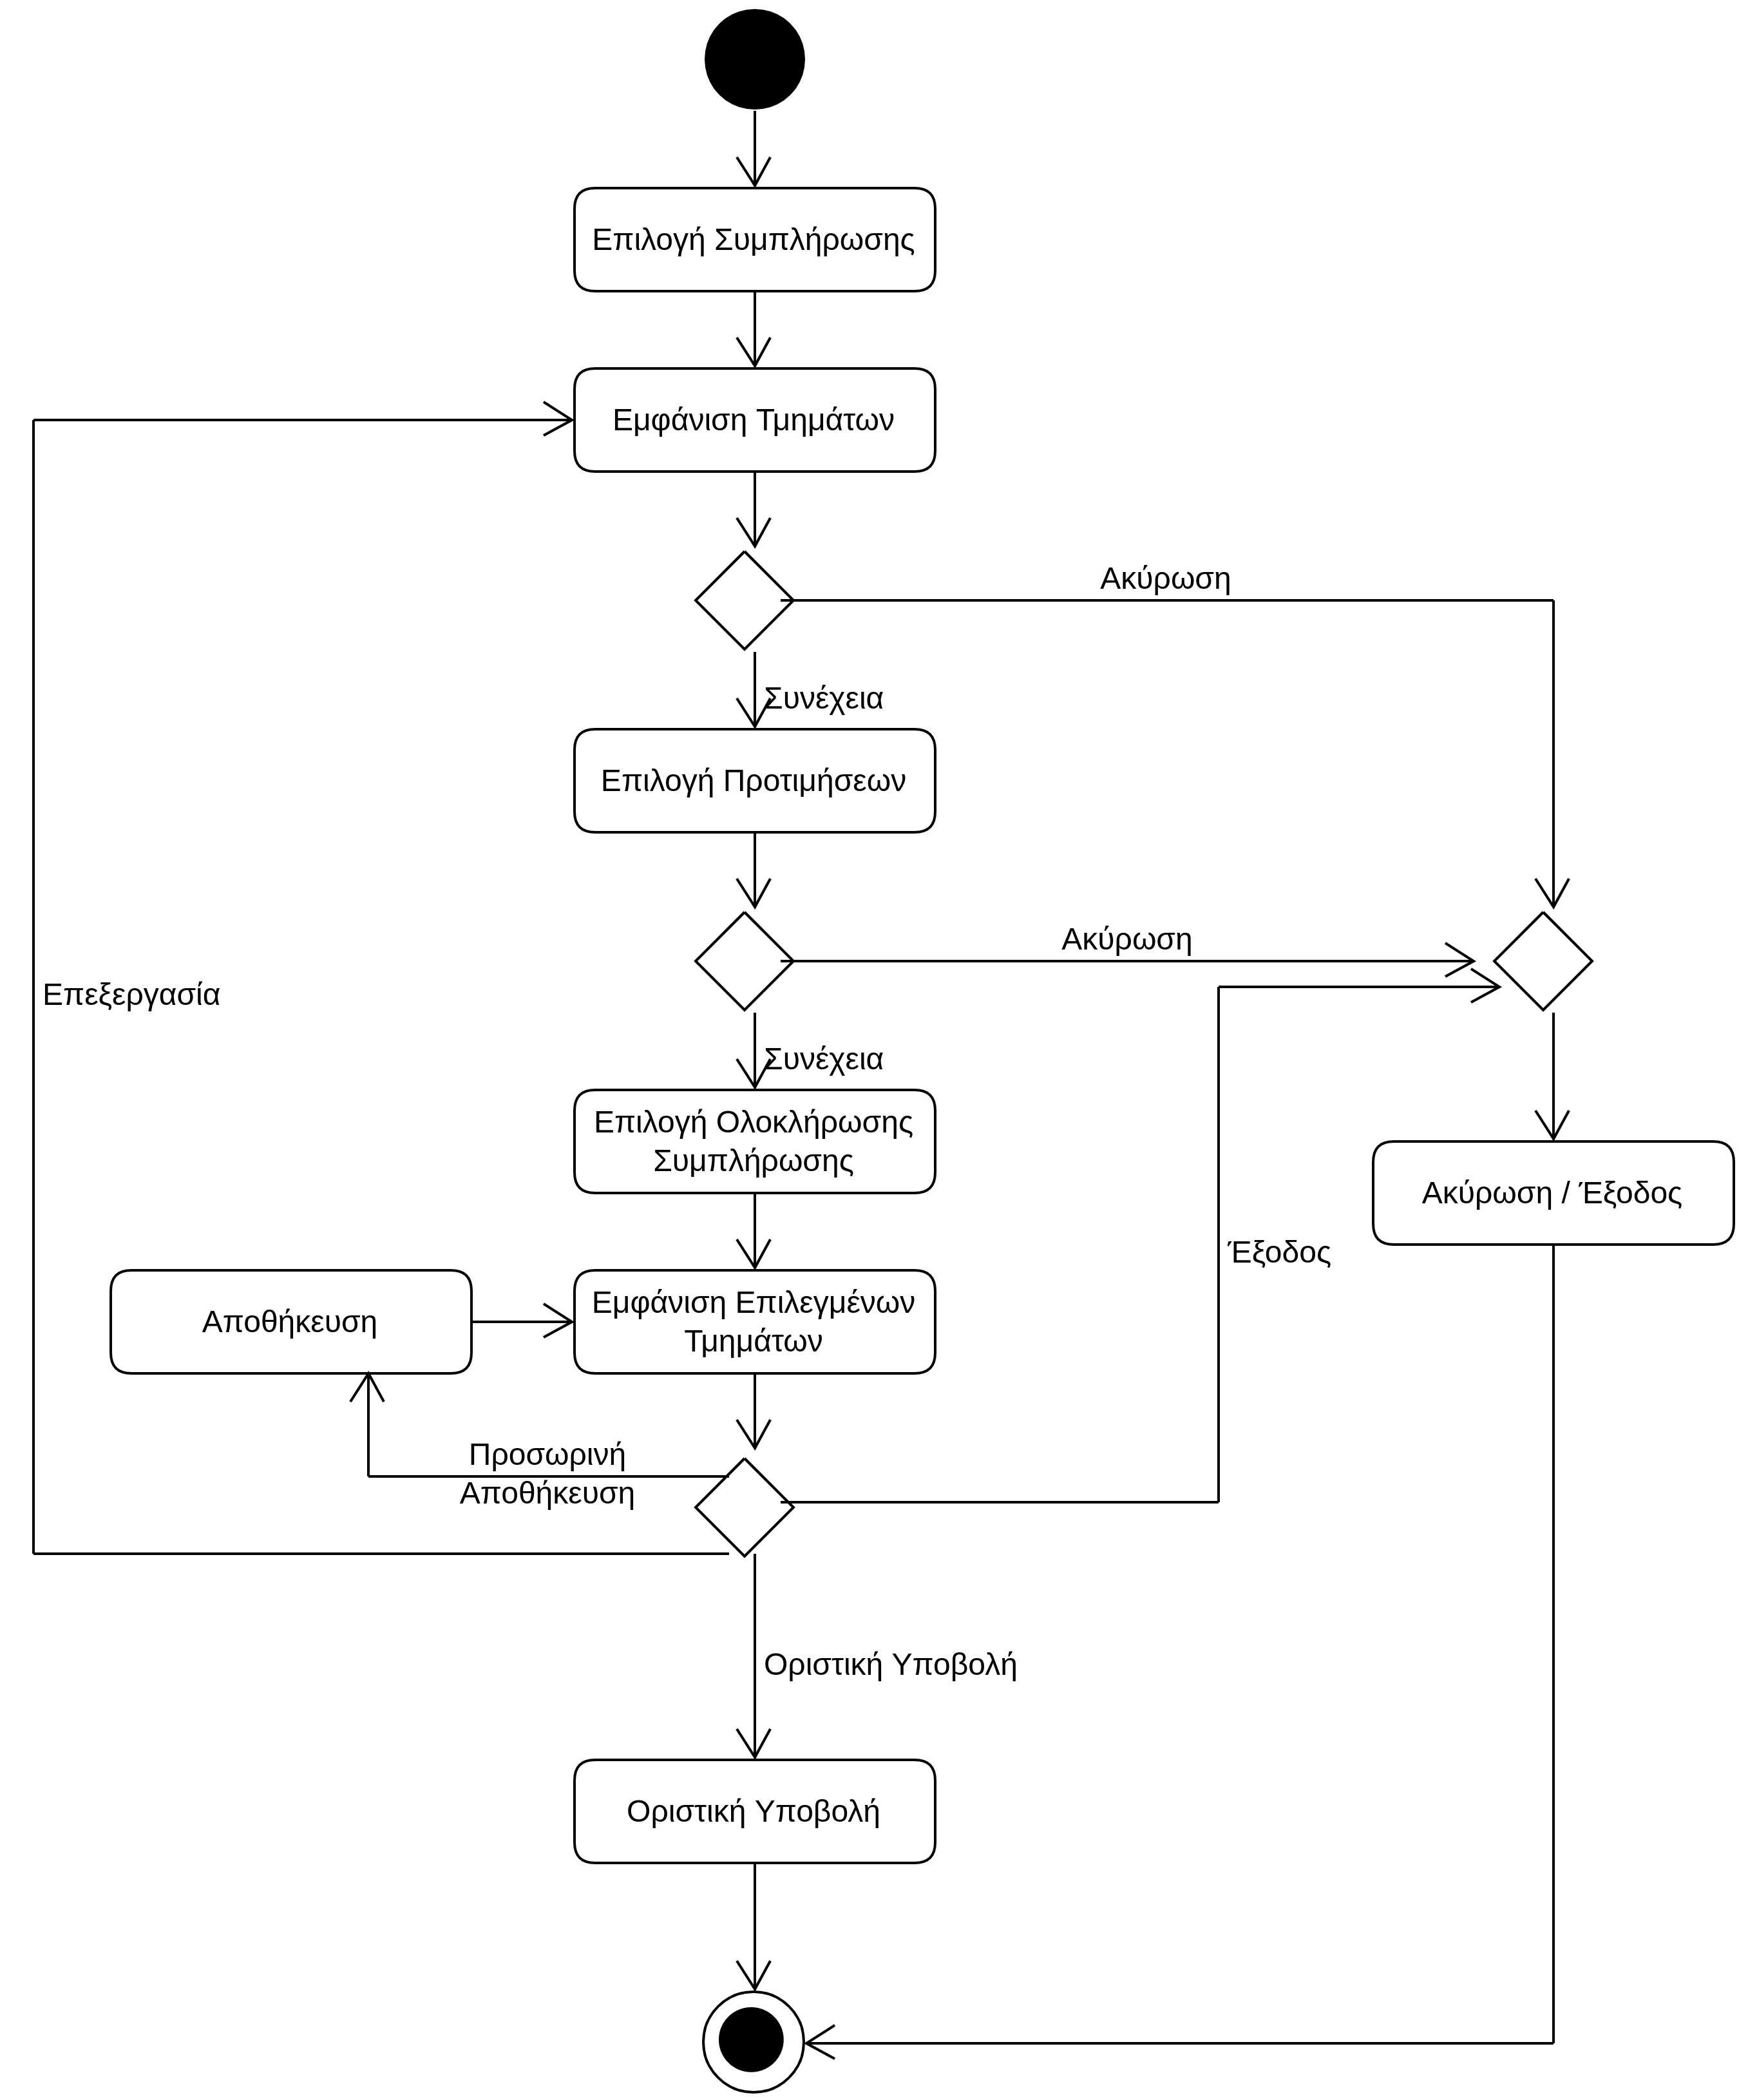 Επιλογή Συμπλήρωσης
Εμφάνιση Τμημάτων
Ακύρωση
Συνέχεια
Επιλογή Προτιμήσεων
Ακύρωση
Επεξεργασία
Συνέχεια
Επιλογή Ολοκλήρωσης
Συμπλήρωσης
Ακύρωση / Έξοδος
Έξοδος
Αποθήκευση
Εμφάνιση Επιλεγμένων
Τμημάτων
Προσωρινή
Αποθήκευση
Οριστική Υποβολή
Οριστική Υποβολή